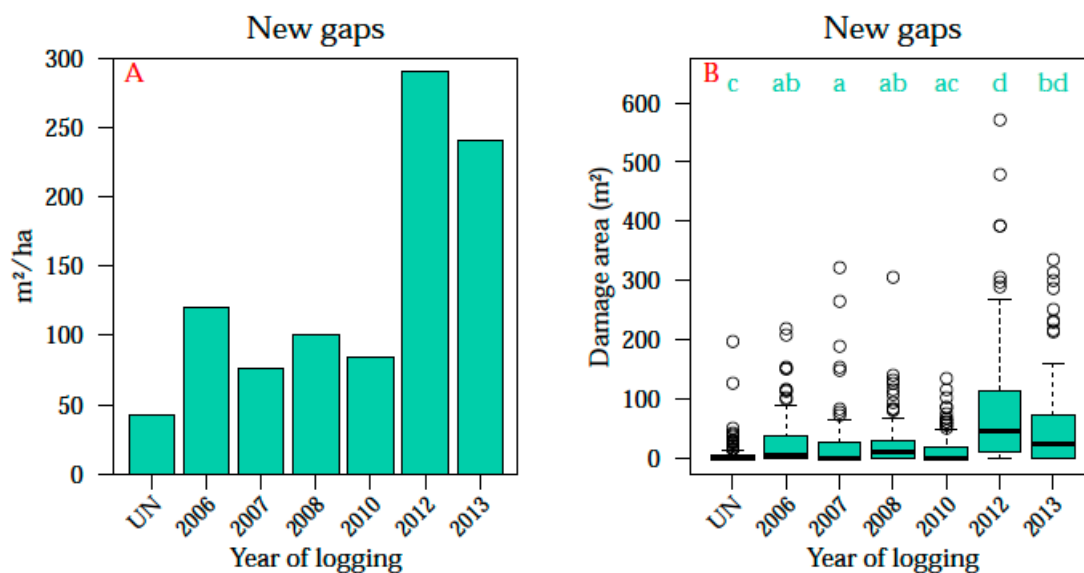 New gaps
A
300
250
200
150
100
50
0
m²/ha
UN 2006 2007 2008 2010 2012 2013
Year of logging
New gaps
B
c ab a ab ac d bd
600
500
400
300
200
100
0
Damage area (m²)
UN 2006 2007 2008 2010 2012 2013
Year of logging